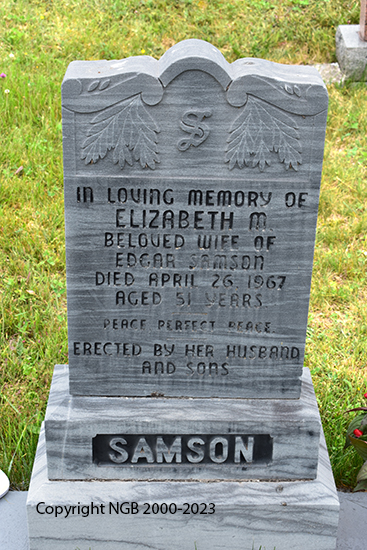 S
IN LOVING MEMORY OF
ELIZABETH M.
BELOVED WIFE OF
EDGAR SAMSON
DIED APRIL 26, 1967
AGED 51 YEARS
PEACE PERFECT PEACE
ERECTED BY HER HUSBAND
AND SONS
SAMSON
Copyright NGB 2000-2023